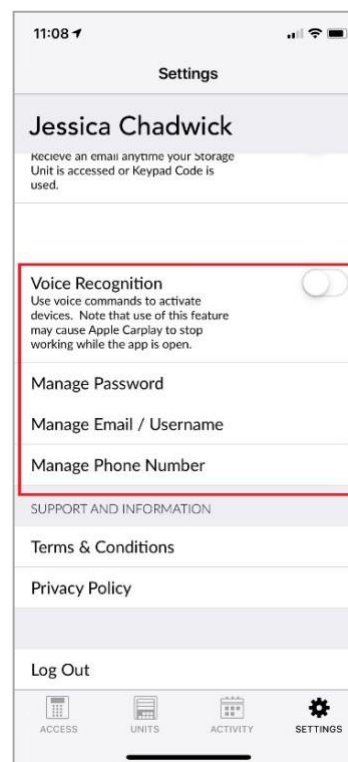 11:08
Settings
Jessica Chadwick
Recieve an email anytime your Storage
Unit is accessed or Keypad Code is
used.
Voice Recognition
Use voice commands to activate
devices. Note that use of this feature
may cause Apple Carplay to stop
working while the app is open.
Manage Password
Manage Email / Username
Manage Phone Number
SUPPORT AND INFORMATION
Terms & Conditions
Privacy Policy
Log Out
ACCESS UNITS ACTIVITY SETTINGS